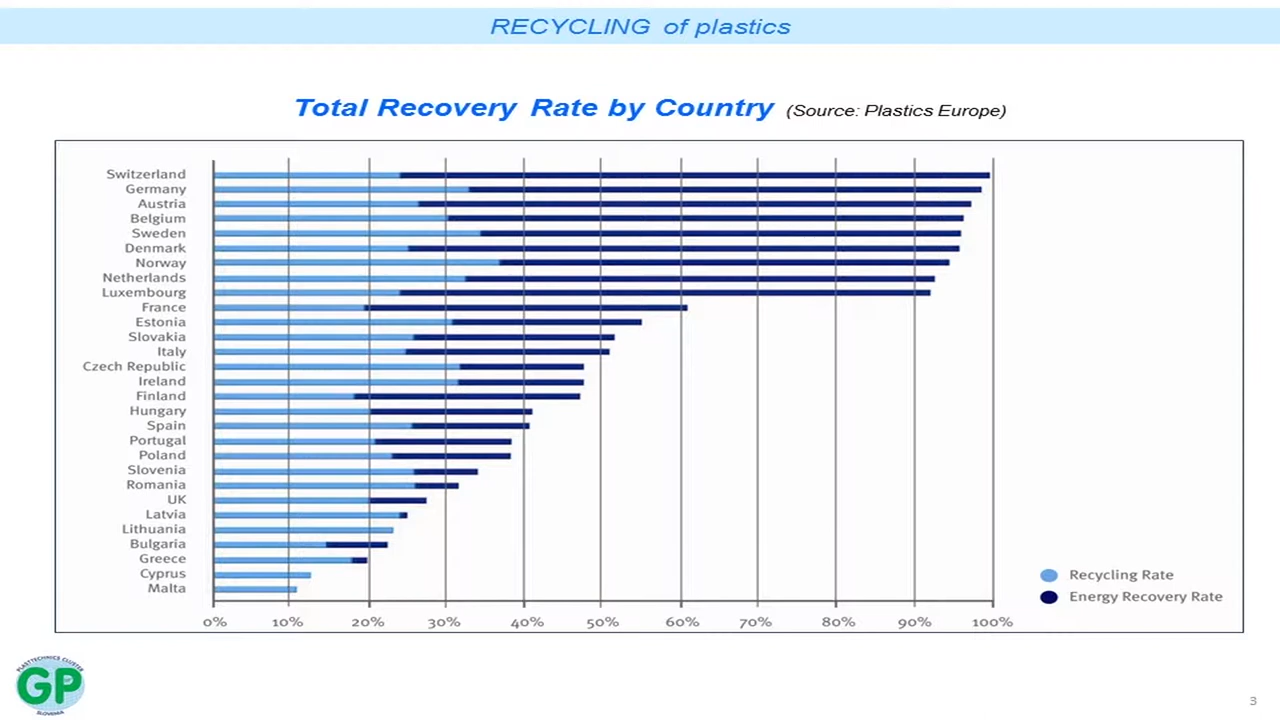 RECYCLING of plastics
Total Recovery Rate by Country (Source: Plastics Europe)
Switzerland
Germany
Austria
Belgium
Sweden
Denmark
Norway
Netherlands
Luxembourg
France
Estonia
Slovakia
Italy
Czech Republic
Ireland
Finland
Hungary
Spain
Portugal
Poland
Slovenia
Romania
UK
Latvia
Lithuania
Bulgaria
Greece
Cyprus
Malta
0% 10% 20% 30% 40% 50% 60% 70% 80% 90% 100%
Recycling Rate
Energy Recovery Rate
PLASTTECHNICS CLUSTER
GP
SLOVENIA
3